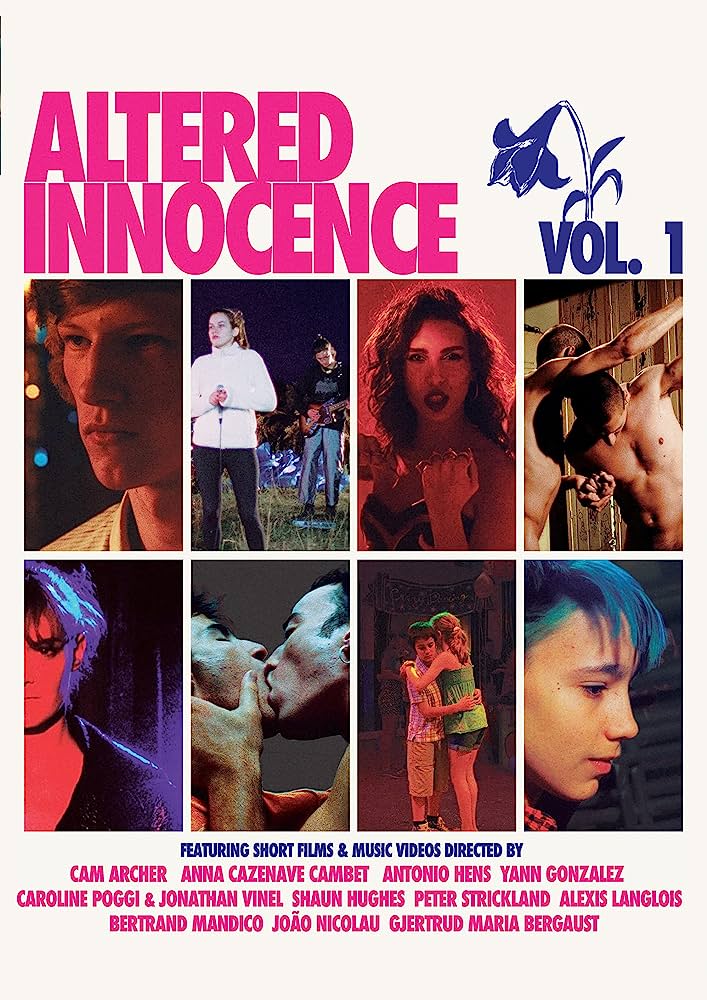 ALTERED
INNOCENCE
VOL. 1
FEATURING SHORT FILMS & MUSIC VIDEOS DIRECTED BY
CAM ARCHER ANNA CAZENAVE CAMBET ANTONIO HENS YANN GONZALEZ
CAROLINE POGGI & JONATHAN VINEL SHAUN HUGHES PETER STRICKLAND ALEXIS LANGLOIS
BERTRAND MANDICO JOÃO NICOLAU GJERTRUD MARIA BERGAUST